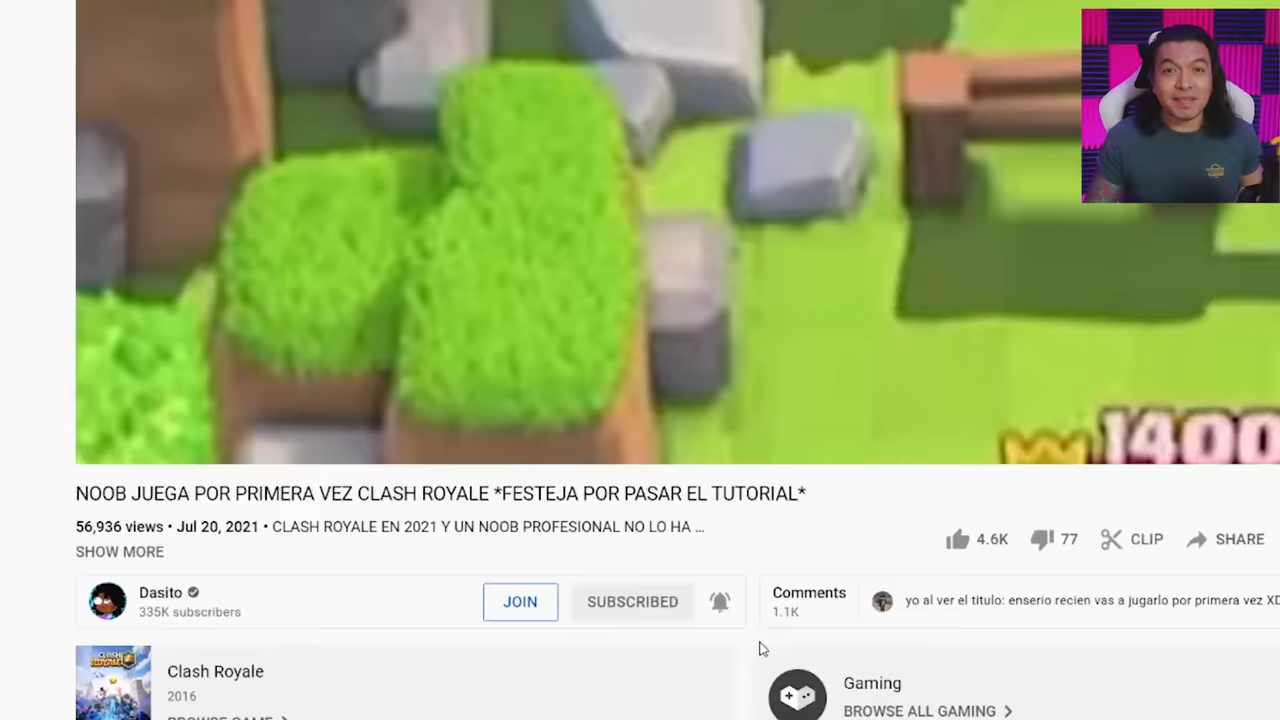 1400
NOOB JUEGA POR PRIMERA VEZ CLASH ROYALE *FESTEJA POR PASAR EL TUTORIAL*
56,936 views • Jul 20, 2021 • CLASH ROYALE EN 2021 Y UN NOOB PROFESIONAL NO LO HA ...
SHOW MORE
4.6K 77 CLIP SHARE
Dasito
335K subscribers
JOIN SUBSCRIBED
Comments
1.1K
yo al ver el titulo: enserio recien vas a jugarlo por primera vez XD
Clash Royale
2016
BROWSE GAME
Gaming
BROWSE ALL GAMING